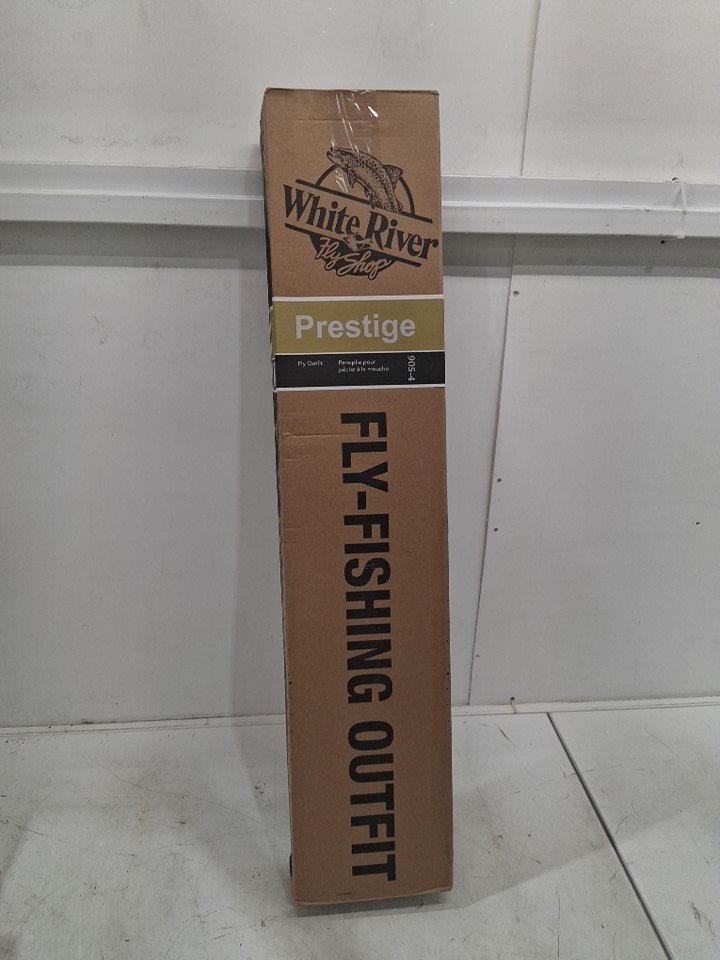 White River
Fly Shop
Prestige
Fly Outfit
Panoplie pour
pêche à la mouche
905-4
FLY-FISHING OUTFIT